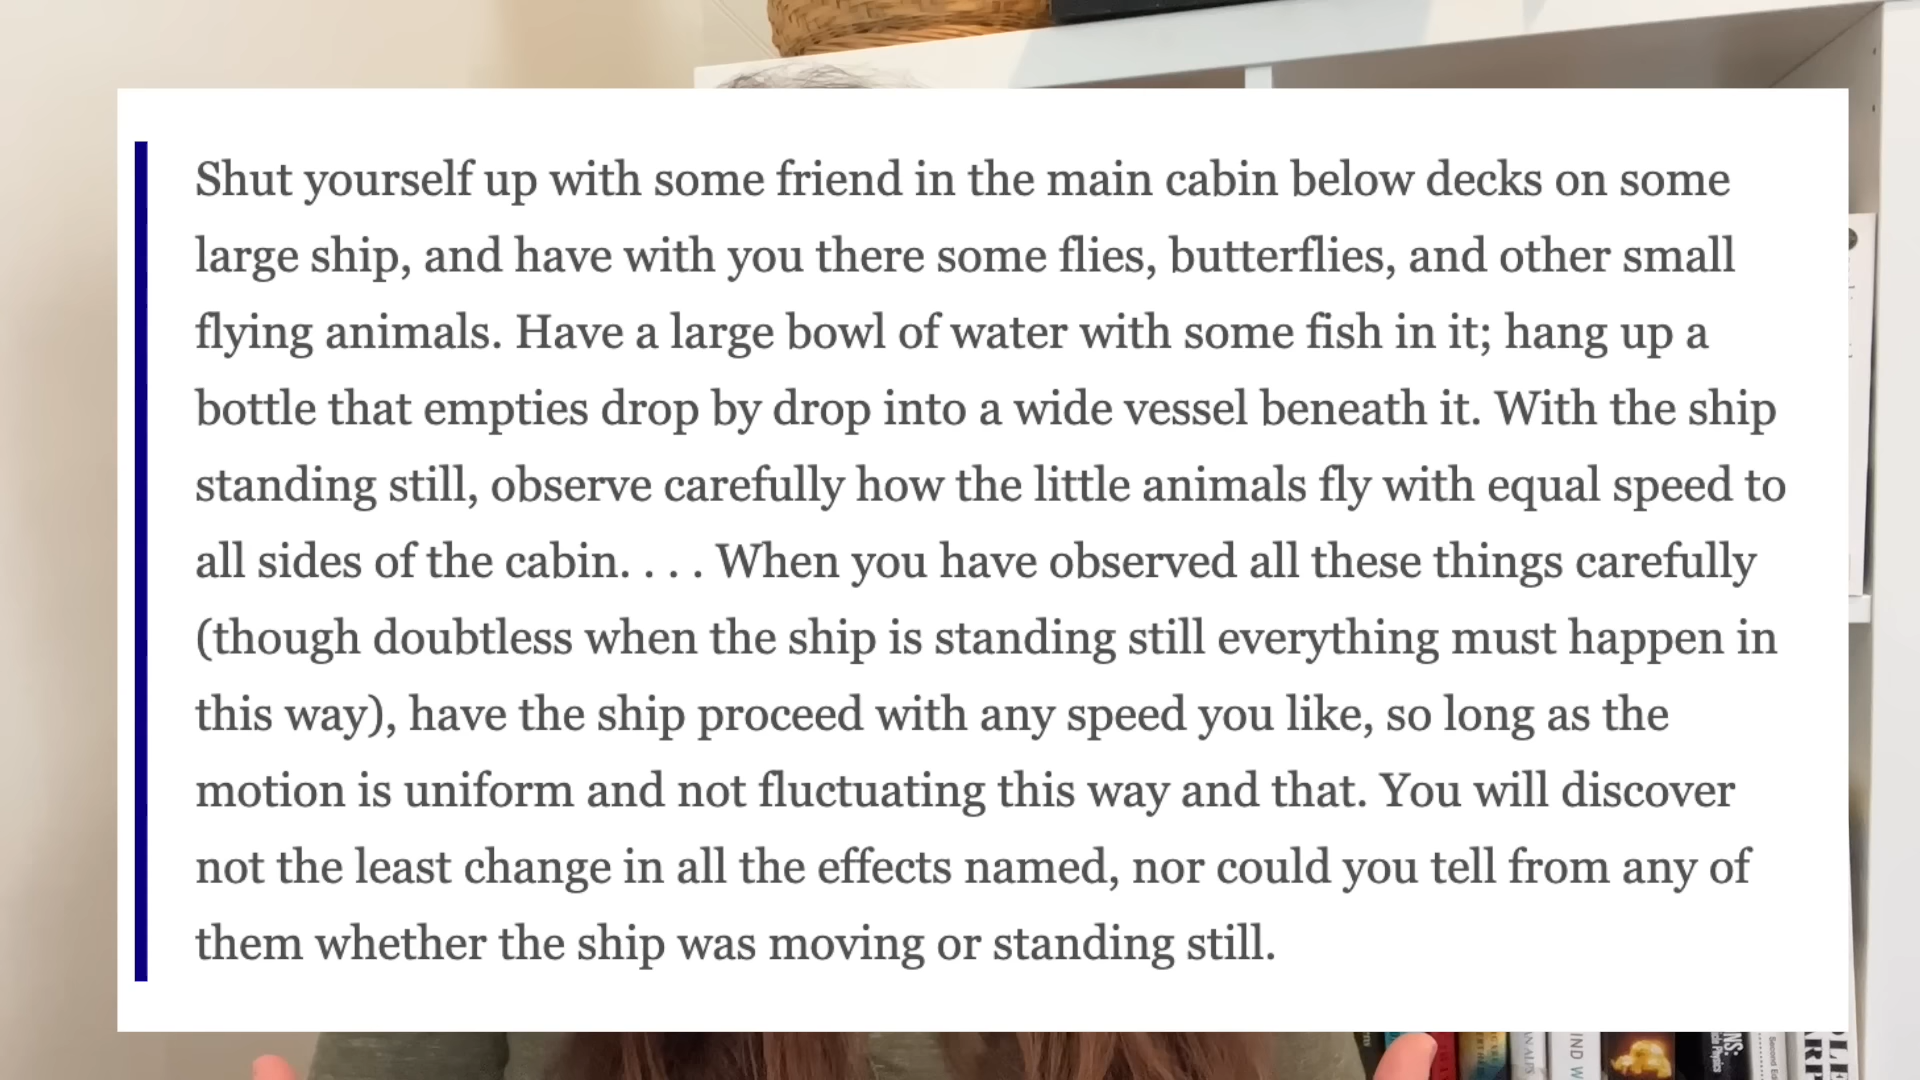 Shut yourself up with some friend in the main cabin below decks on some
large ship, and have with you there some flies, butterflies, and other small
flying animals. Have a large bowl of water with some fish in it; hang up a
bottle that empties drop by drop into a wide vessel beneath it. With the ship
standing still, observe carefully how the little animals fly with equal speed to
all sides of the cabin. . . . When you have observed all these things carefully
(though doubtless when the ship is standing still everything must happen in
this way), have the ship proceed with any speed you like, so long as the
motion is uniform and not fluctuating this way and that. You will discover
not the least change in all the effects named, nor could you tell from any of
them whether the ship was moving or standing still.